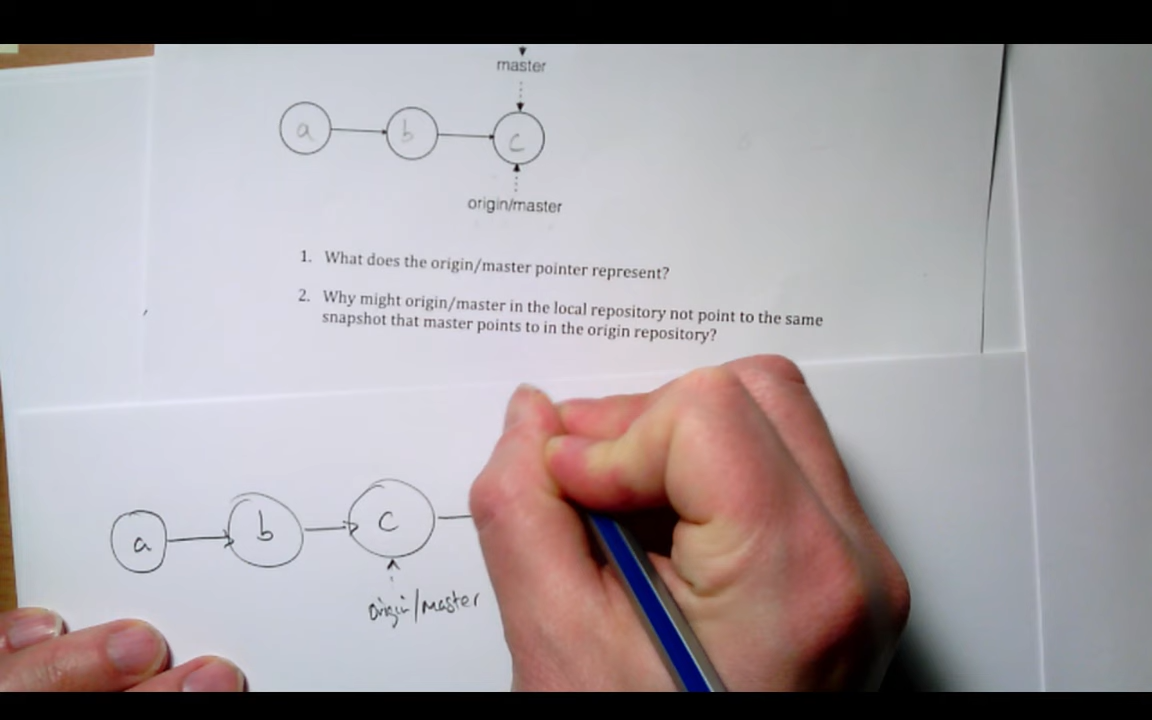 master
a b c
origin/master
1. What does the origin/master pointer represent?
2. Why might origin/master in the local repository not point to the same
snapshot that master points to in the origin repository?
a b c
origin/master